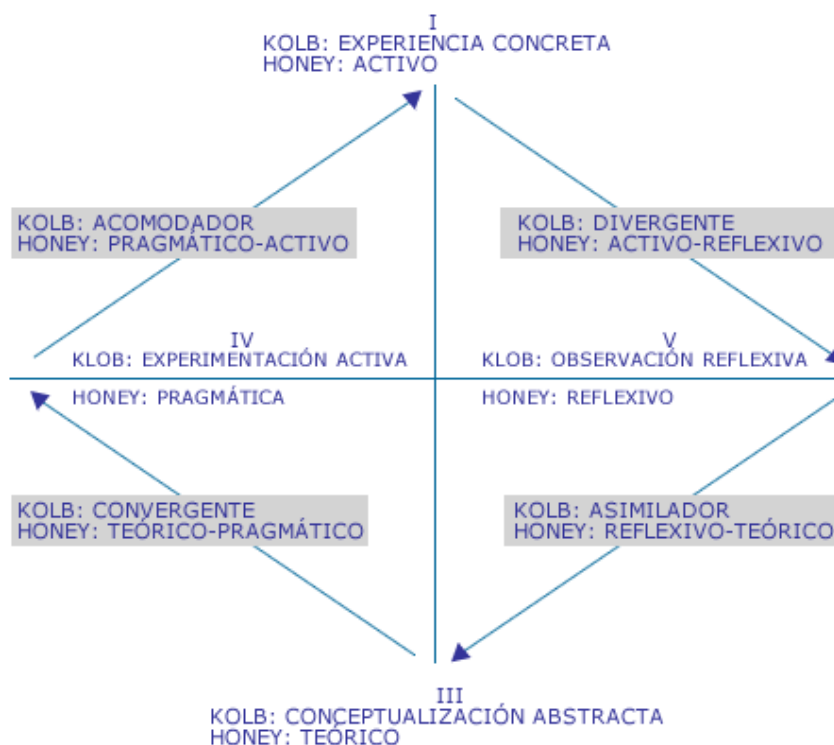 I
KOLB: EXPERIENCIA CONCRETA
HONEY: ACTIVO
KOLB: ACOMODADOR
HONEY: PRAGMÁTICO-ACTIVO
KOLB: DIVERGENTE
HONEY: ACTIVO-REFLEXIVO
IV
KLOB: EXPERIMENTACIÓN ACTIVA
HONEY: PRAGMÁTICA
V
KLOB: OBSERVACIÓN REFLEXIVA
HONEY: REFLEXIVO
KOLB: CONVERGENTE
HONEY: TEÓRICO-PRAGMÁTICO
KOLB: ASIMILADOR
HONEY: REFLEXIVO-TEÓRICO
III
KOLB: CONCEPTUALIZACIÓN ABSTRACTA
HONEY: TEÓRICO